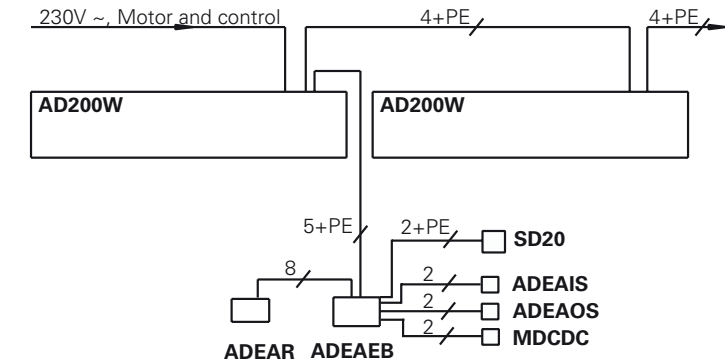 230V ~, Motor and control
4+PE
4+PE
AD200W
AD200W
5+PE
2+PE
SD20
8
2
ADEAIS
2
ADEAOS
2
MDCDC
ADEAR
ADEAEB